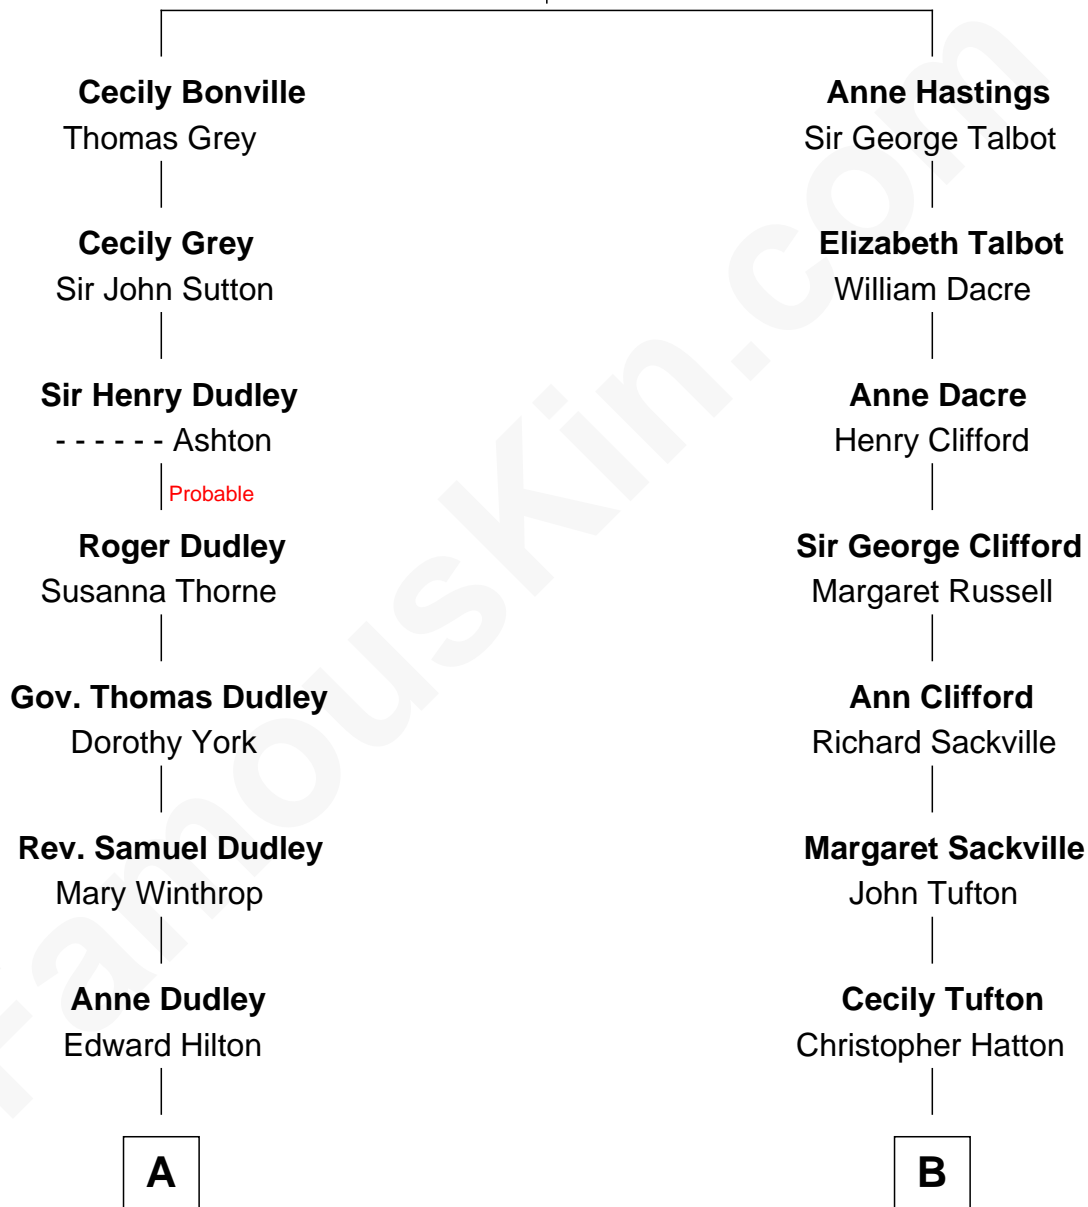 Cecily Bonville
Thomas Grey
Cecily Grey
Sir John Sutton
Sir Henry Dudley
- - - - - - Ashton
Probable
Roger Dudley
Susanna Thorne
Gov. Thomas Dudley
Dorothy York
Rev. Samuel Dudley
Mary Winthrop
Anne Dudley
Edward Hilton
A
Anne Hastings
Sir George Talbot
Elizabeth Talbot
William Dacre
Anne Dacre
Henry Clifford
Sir George Clifford
Margaret Russell
Ann Clifford
Richard Sackville
Margaret Sackville
John Tufton
Cecily Tufton
Christopher Hatton
B
FamousKin.com